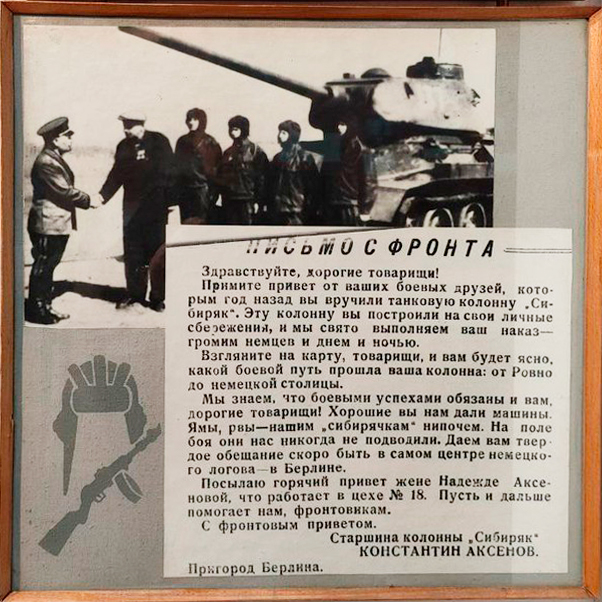 ПИСЬМО С ФРОНТА
Здравствуйте, дорогие товарищи!
Примите привет от ваших боевых друзей, кото-
рым год назад вы вручили танковую колонну „Си-
биряк“. Эту колонну вы построили на свои личные
сбережения, и мы свято выполняем ваш наказ—
громим немцев и днем и ночью.
Взгляните на карту, товарищи, и вам будет ясно,
какой боевой путь прошла ваша колонна: от Ровно
до немецкой столицы.
Мы знаем, что боевыми успехами обязаны и вам,
дорогие товарищи! Хорошие вы нам дали машины.
Ямы, рвы—нашим „сибирячкам“ нипочем. На поле
боя они нас никогда не подводили. Даем вам твер-
дое обещание скоро быть в самом центре немецко-
го логова—в Берлине.
Посылаю горячий привет жене Надежде Аксе-
новой, что работает в цехе № 18. Пусть и дальше
помогает нам, фронтовикам.
С фронтовым приветом.
Старшина колонны „Сибиряк“
КОНСТАНТИН АКСЕНОВ.
Пригород Берлина.